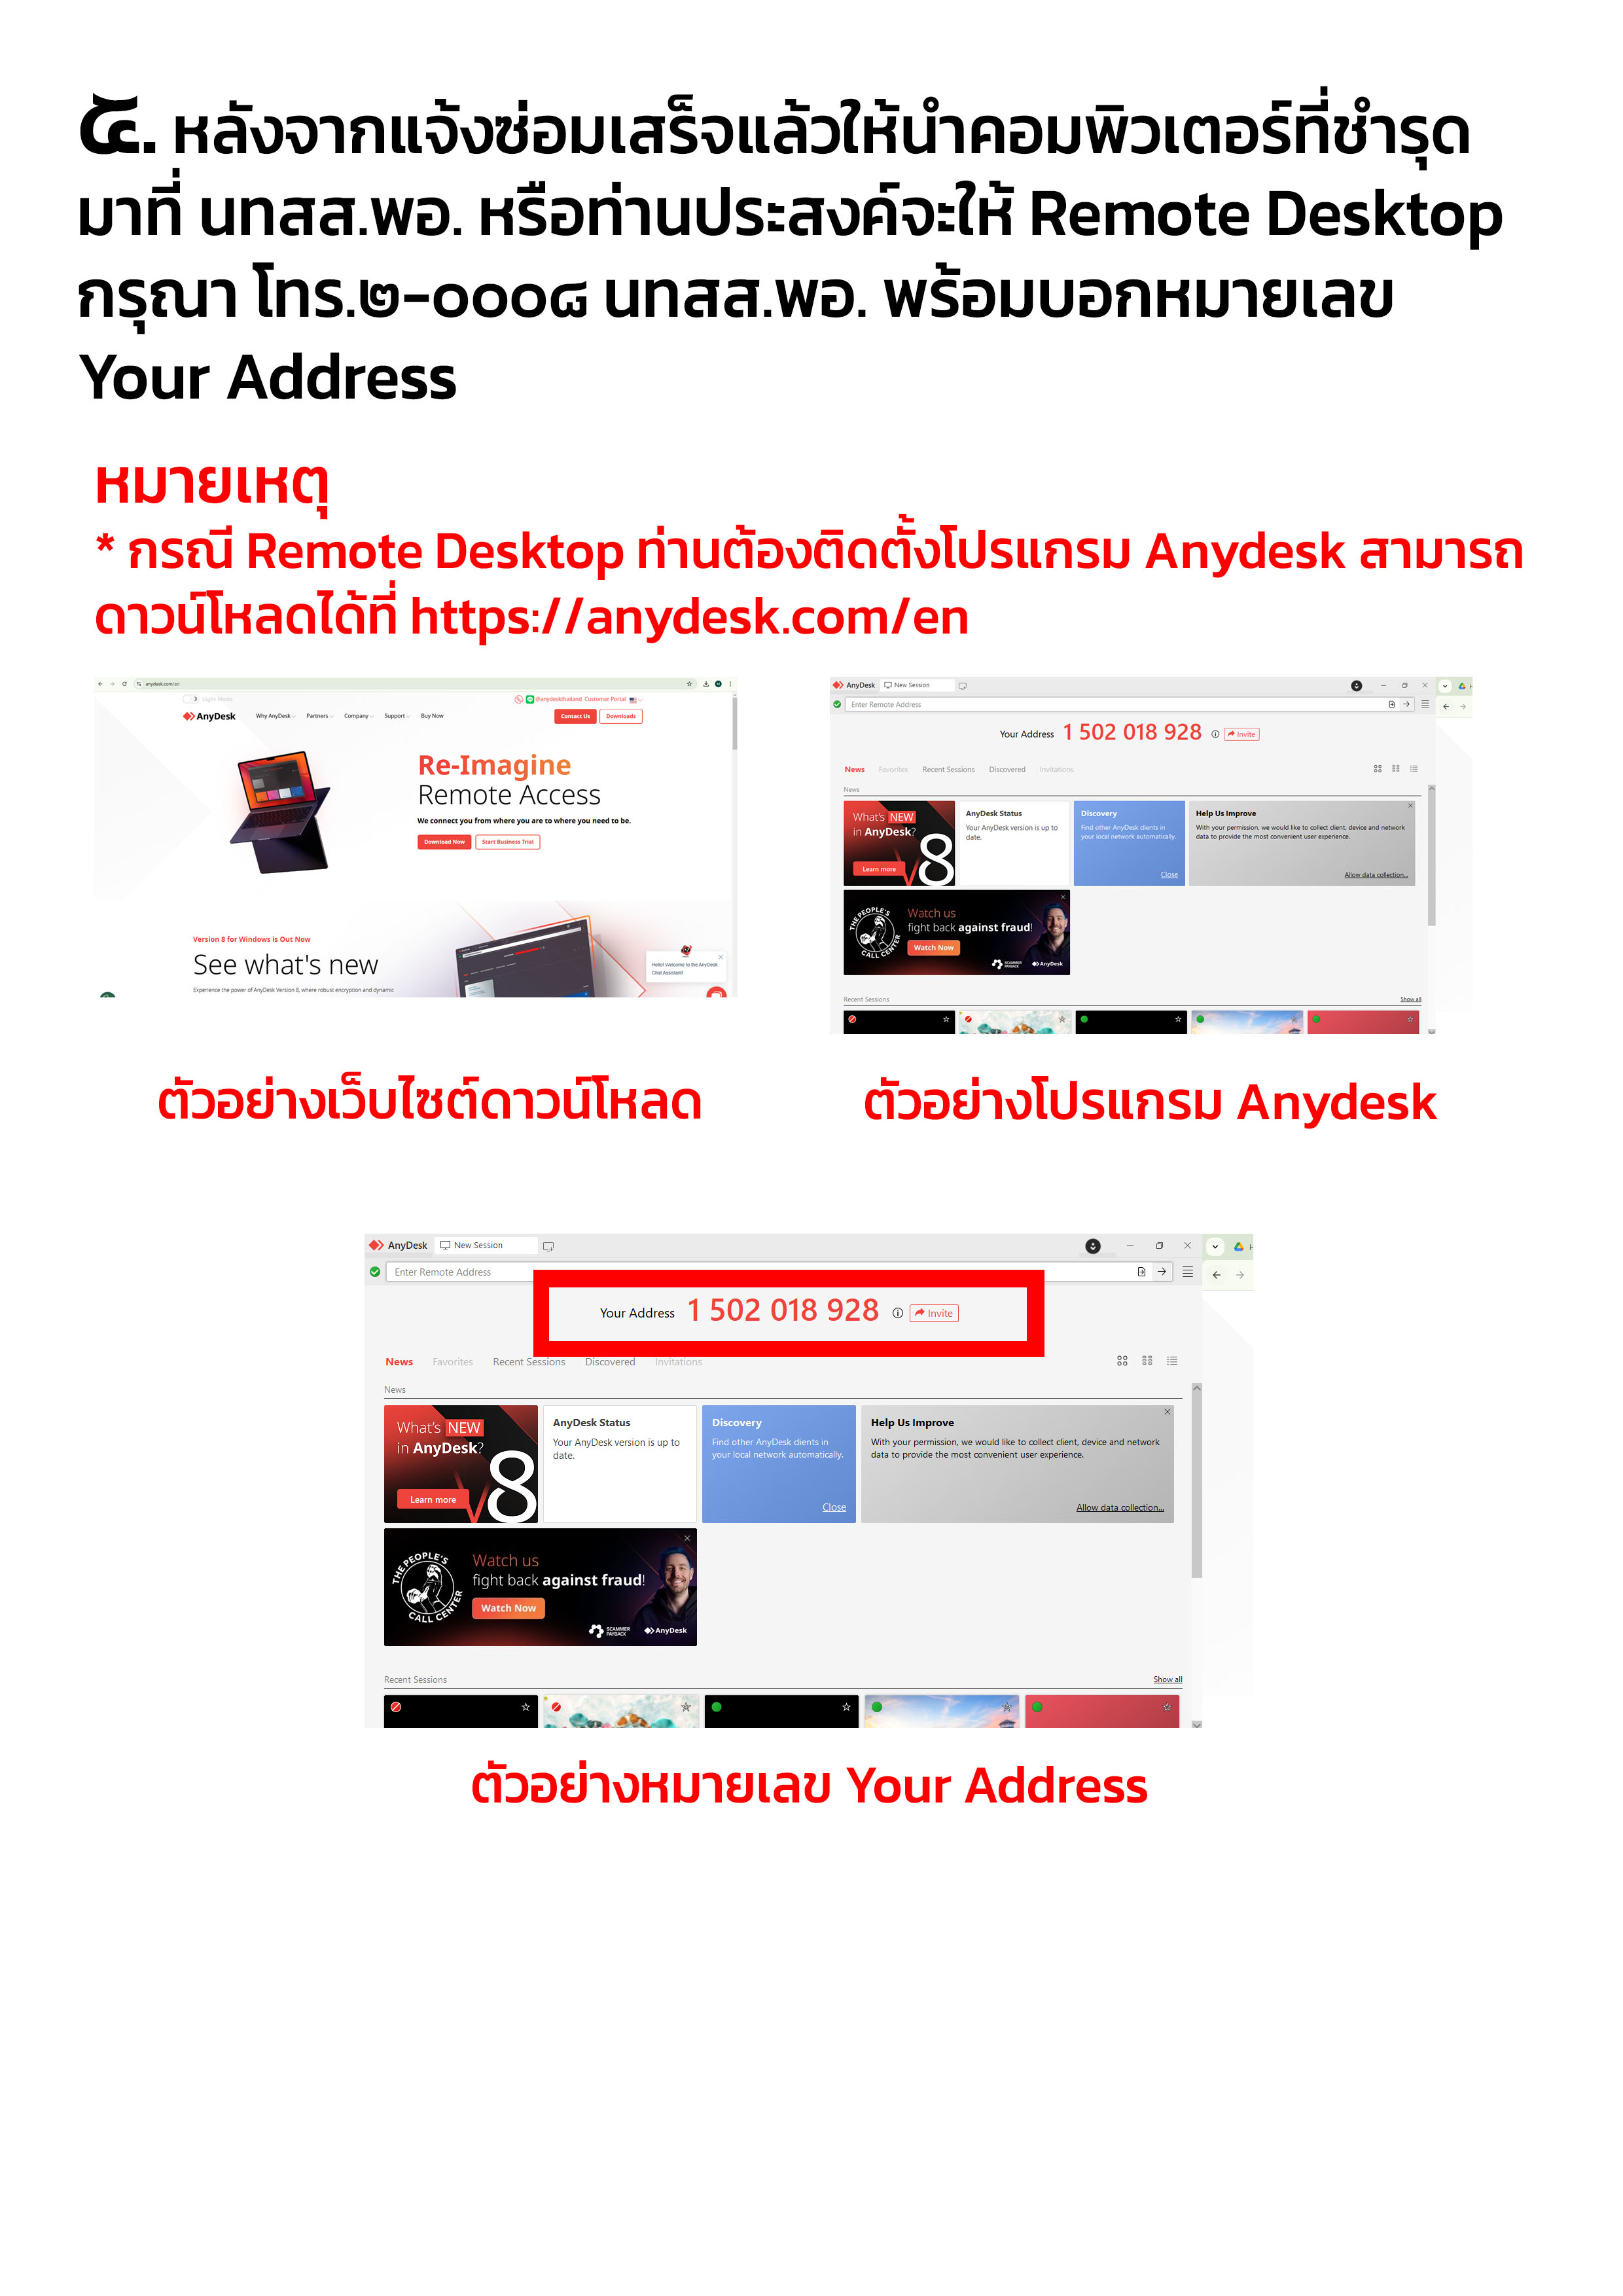 ๕. หลังจากแจ้งซ่อมเสร็จแล้วให้นำคอมพิวเตอร์ที่ชำรุด
มาที่ นทสส.พอ. หรือท่านประสงค์จะให้ Remote Desktop
กรุณา โทร.๒-๐๐๐๘ นทสส.พอ. พร้อมบอกหมายเลข
Your Address
หมายเหตุ
* กรณี Remote Desktop ท่านต้องติดตั้งโปรแกรม Anydesk สามารถ
ดาวน์โหลดได้ที่ https://anydesk.com/en
anydesk.com/en
Light Mode
@anydeskthailand Customer Portal
AnyDesk Why AnyDesk Partners Company Support Buy Now Contact Us Downloads
Re-Imagine
Remote Access
We connect you from where you are to where you need to be.
Download Now Start Business Trial
Version 8 for Windows is Out Now
See what's new
Experience the power of AnyDesk Version 8, where robust encryption and dynamic
Hello! Welcome to the AnyDesk
Chat Assistant!
AnyDesk New Session
Enter Remote Address
Your Address 1 502 018 928 Invite
News Favorites Recent Sessions Discovered Invitations
News
What's NEW
in AnyDesk?
8
Learn more
AnyDesk Status
Your AnyDesk version is up to
date.
Discovery
Find other AnyDesk clients in
your local network automatically.
Close
Help Us Improve
With your permission, we would like to collect client, device and network
data to provide the most convenient user experience.
Allow data collection...
THE PEOPLE'S
CALL CENTER
Watch us
fight back against fraud!
Watch Now
SCAMMER
PAYBACK
AnyDesk
Recent Sessions Show all
ตัวอย่างเว็บไซต์ดาวน์โหลด
ตัวอย่างโปรแกรม Anydesk
AnyDesk New Session
Enter Remote Address
Your Address 1 502 018 928 Invite
News Favorites Recent Sessions Discovered Invitations
News
What's NEW
in AnyDesk?
8
Learn more
AnyDesk Status
Your AnyDesk version is up to
date.
Discovery
Find other AnyDesk clients in
your local network automatically.
Close
Help Us Improve
With your permission, we would like to collect client, device and network
data to provide the most convenient user experience.
Allow data collection...
THE PEOPLE'S
CALL CENTER
Watch us
fight back against fraud!
Watch Now
SCAMMER
PAYBACK
AnyDesk
Recent Sessions Show all
ตัวอย่างหมายเลข Your Address